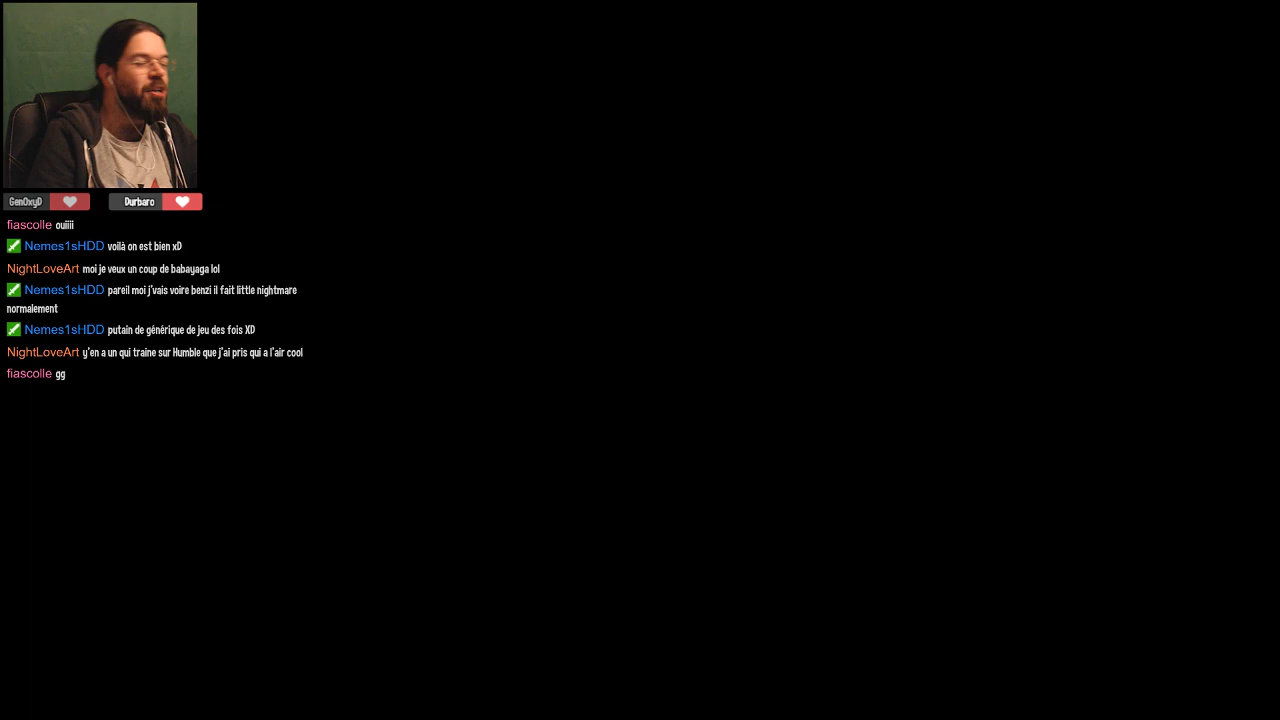 GenOxyD Durbaro
fiascolle ouiiii
Nemes1sHDD voilà on est bien xD
NightLoveArt moi je veux un coup de babayaga lol
Nemes1sHDD pareil moi j'vais voire benzi il fait little nightmare
normalement
Nemes1sHDD putain de générique de jeu des fois XD
NightLoveArt y'en a un qui traine sur Humble que j'ai pris qui a l'air cool
fiascolle gg